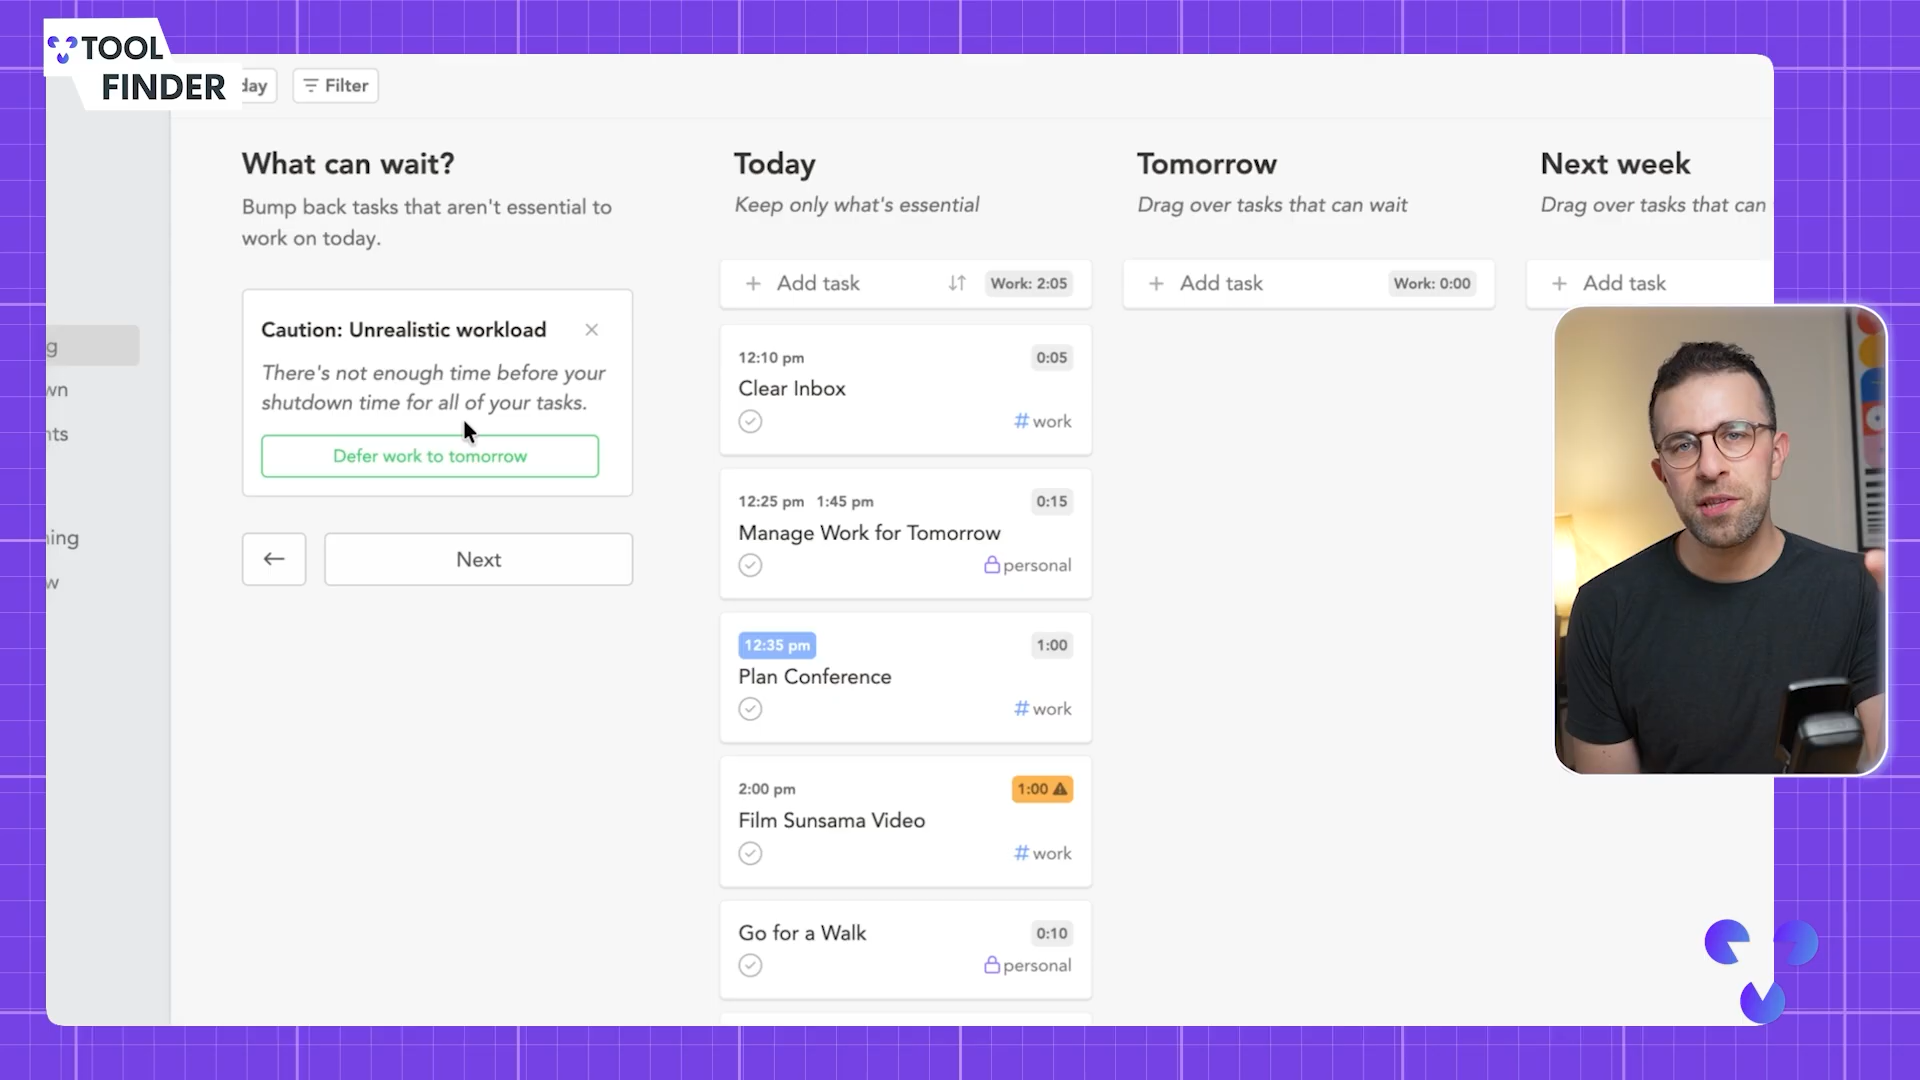 TOOL
FINDER
day
Filter
What can wait?
Bump back tasks that aren't essential to
work on today.
Caution: Unrealistic workload
There's not enough time before your
shutdown time for all of your tasks.
Defer work to tomorrow
Next
g
wn
nts
ning
w
Today
Keep only what's essential
Add task
Work: 2:05
12:10 pm
0:05
Clear Inbox
# work
12:25 pm 1:45 pm
0:15
Manage Work for Tomorrow
personal
12:35 pm
1:00
Plan Conference
# work
2:00 pm
1:00
Film Sunsama Video
# work
Go for a Walk
0:10
personal
Tomorrow
Drag over tasks that can wait
Add task
Work: 0:00
Next week
Drag over tasks that can
Add task